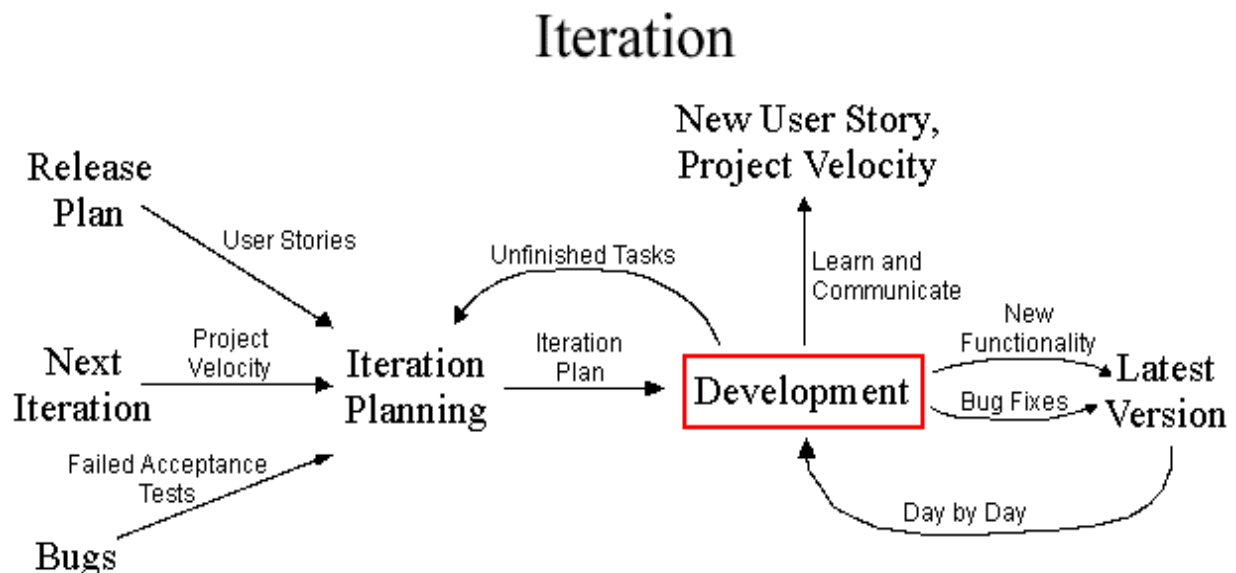 Iteration
New User Story,
Project Velocity
Release
Plan
User Stories
Unfinished Tasks
Learn and
Communicate
New
Functionality
Project
Velocity
Iteration
Plan
Next
Iteration
Iteration
Planning
Development
Bug Fixes
Latest
Version
Failed Acceptance
Tests
Day by Day
Bugs